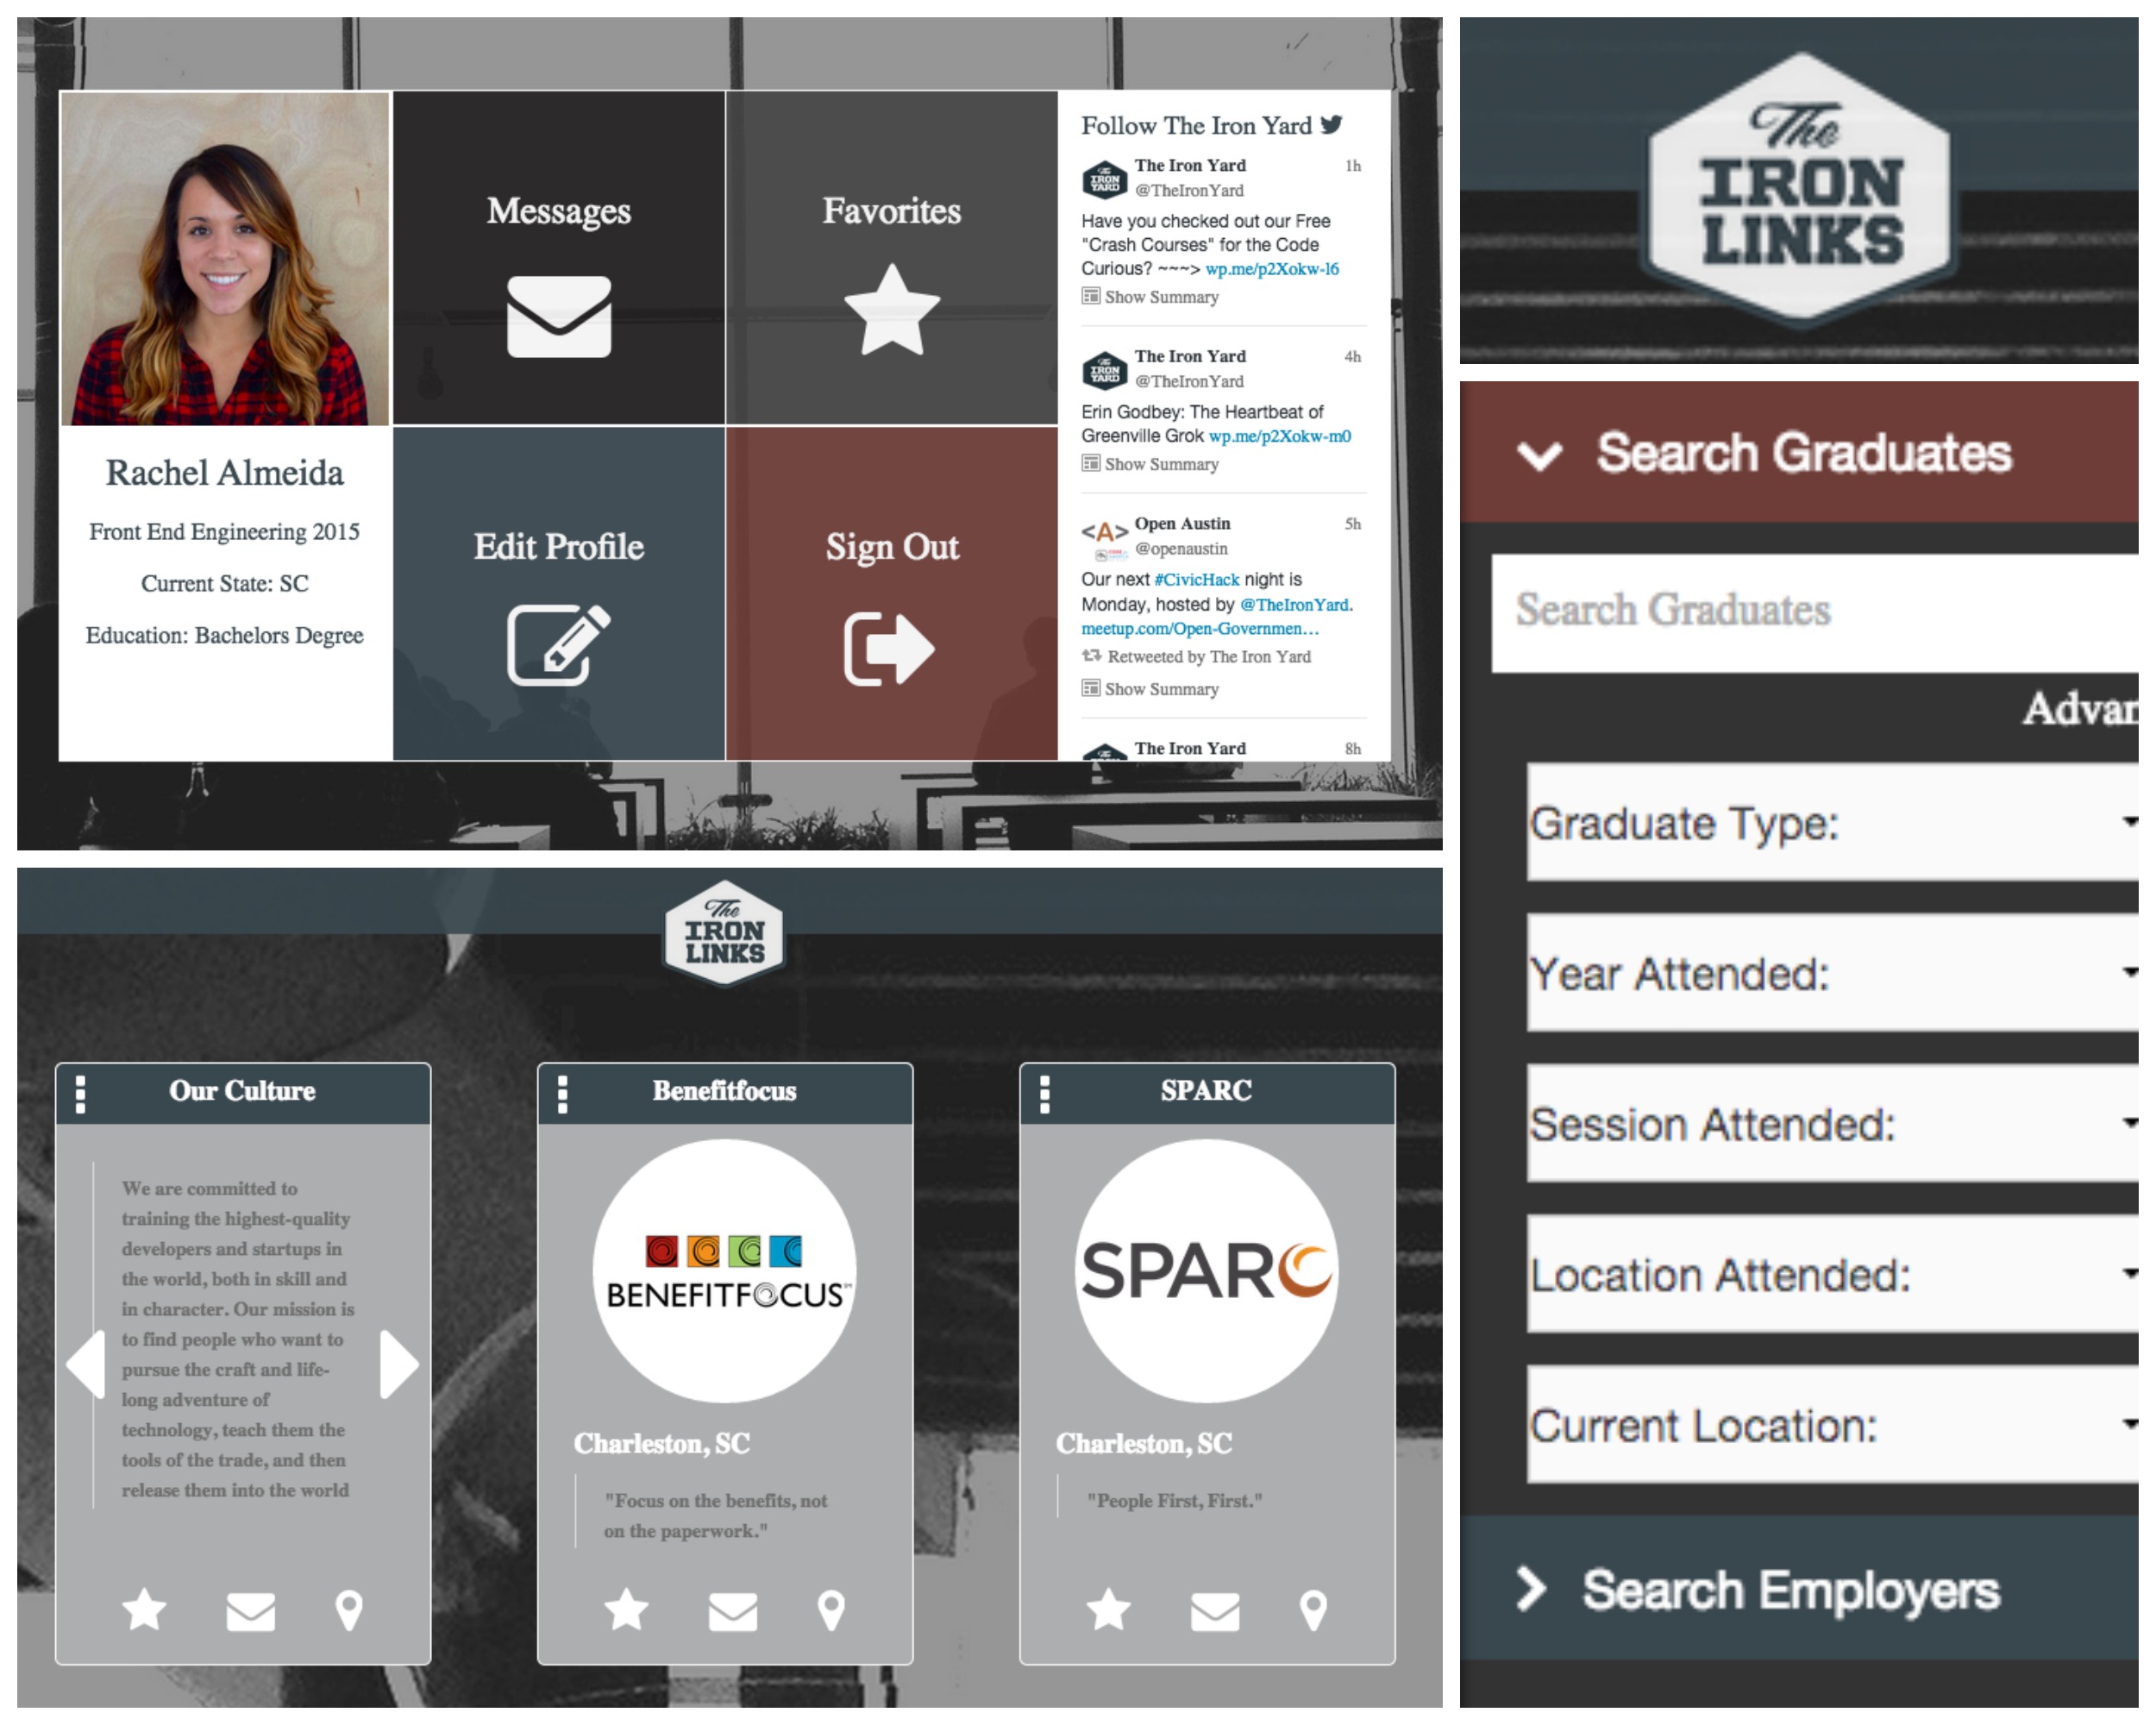 Rachel Almeida
Front End Engineering 2015
Current State: SC
Education: Bachelors Degree
Messages
Favorites
Edit Profile
Sign Out
Follow The Iron Yard
The IRON YARD
The Iron Yard 1h
@TheIronYard
Have you checked out our Free
"Crash Courses" for the Code
Curious? ~~~> wp.me/p2Xokw-l6
Show Summary
The IRON YARD
The Iron Yard 4h
@TheIronYard
Erin Godbey: The Heartbeat of
Greenville Grok wp.me/p2Xokw-m0
Show Summary
<A>
Open Austin 5h
@openaustin
Our next #CivicHack night is
Monday, hosted by @TheIronYard.
meetup.com/Open-Governmen…
Retweeted by The Iron Yard
Show Summary
The Iron Yard 8h
The
IRON
LINKS
Search Graduates
Search Graduates
Advan
Graduate Type:
Year Attended:
Session Attended:
Location Attended:
Current Location:
Search Employers
The
IRON
LINKS
Our Culture
We are committed to
training the highest-quality
developers and startups in
the world, both in skill and
in character. Our mission is
to find people who want to
pursue the craft and life-
long adventure of
technology, teach them the
tools of the trade, and then
release them into the world
Benefitfocus
BENEFITFOCUS℠
Charleston, SC
"Focus on the benefits, not
on the paperwork."
SPARC
SPARC
Charleston, SC
"People First, First."